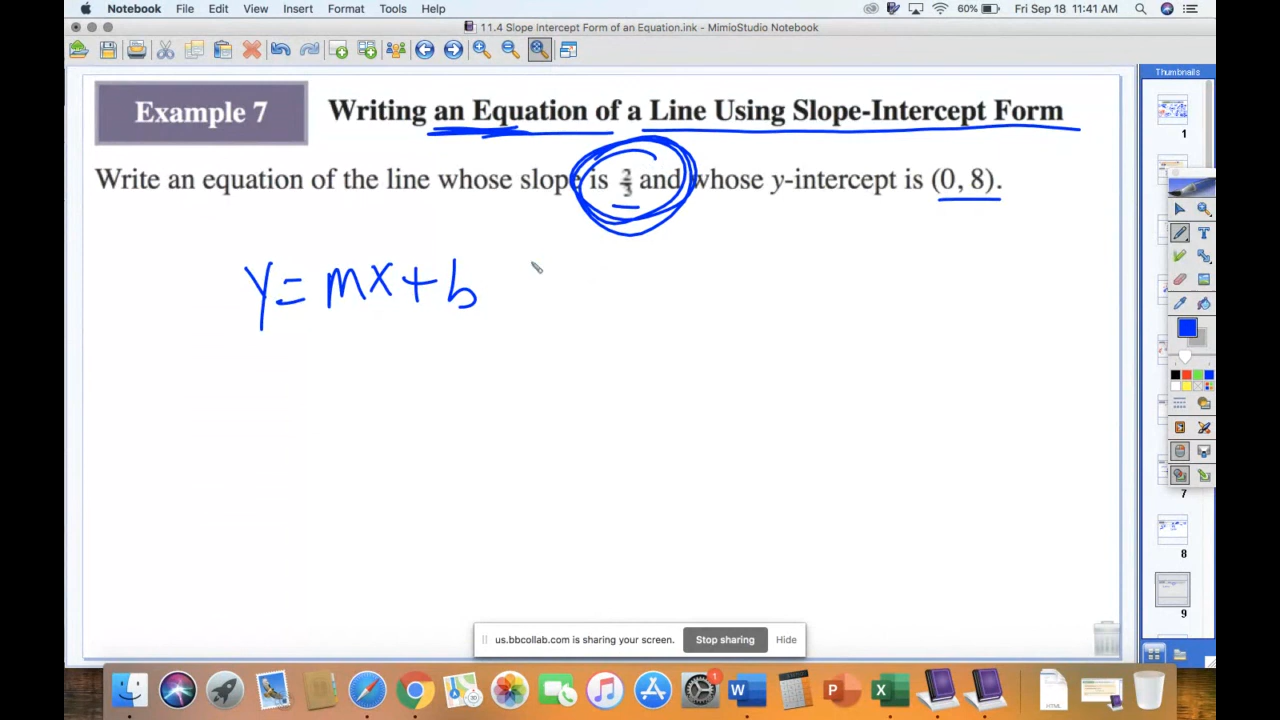 Notebook File Edit View Insert Format Tools Help 60% Fri Sep 18 11:41 AM
11.4 Slope Intercept Form of an Equation.ink - MimioStudio Notebook
Thumbnails
Example 7 Writing an Equation of a Line Using Slope-Intercept Form
Write an equation of the line whose slope is 2/3 and whose y-intercept is (0, 8).
y = mx + b
1
7
8
9
us.bbcollab.com is sharing your screen. Stop sharing Hide